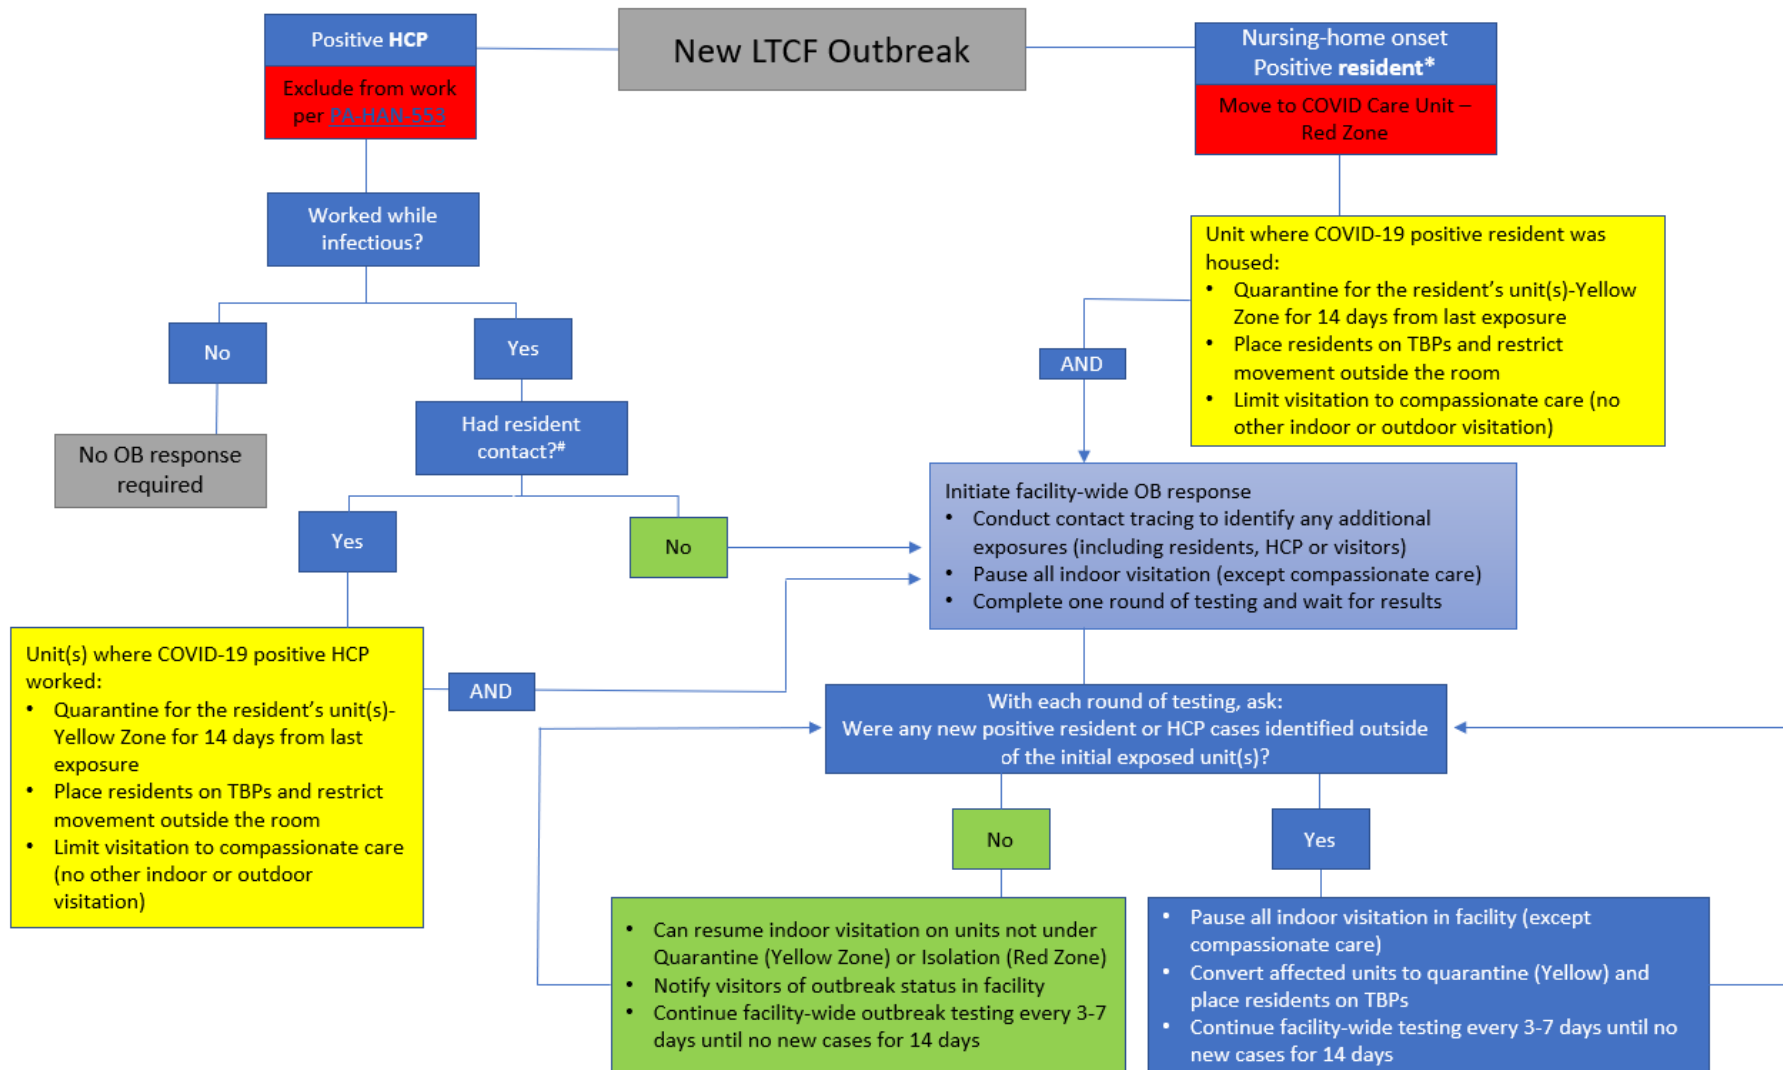 New LTCF Outbreak
Positive HCP
Exclude from work
per PA-HAN-553
Worked while
infectious?
No
Yes
No OB response
required
Had resident
contact?#
Yes
No
Unit(s) where COVID-19 positive HCP
worked:
• Quarantine for the resident’s unit(s)-
Yellow Zone for 14 days from last
exposure
• Place residents on TBPs and restrict
movement outside the room
• Limit visitation to compassionate care
(no other indoor or outdoor
visitation)
AND
Nursing-home onset
Positive resident*
Move to COVID Care Unit –
Red Zone
Unit where COVID-19 positive resident was
housed:
• Quarantine for the resident’s unit(s)-Yellow
Zone for 14 days from last exposure
• Place residents on TBPs and restrict
movement outside the room
• Limit visitation to compassionate care (no
other indoor or outdoor visitation)
AND
Initiate facility-wide OB response
• Conduct contact tracing to identify any additional
exposures (including residents, HCP or visitors)
• Pause all indoor visitation (except compassionate care)
• Complete one round of testing and wait for results
With each round of testing, ask:
Were any new positive resident or HCP cases identified outside
of the initial exposed unit(s)?
No
Yes
• Can resume indoor visitation on units not under
Quarantine (Yellow Zone) or Isolation (Red Zone)
• Notify visitors of outbreak status in facility
• Continue facility-wide outbreak testing every 3-7
days until no new cases for 14 days
• Pause all indoor visitation in facility (except
compassionate care)
• Convert affected units to quarantine (Yellow) and
place residents on TBPs
• Continue facility-wide testing every 3-7 days until no
new cases for 14 days